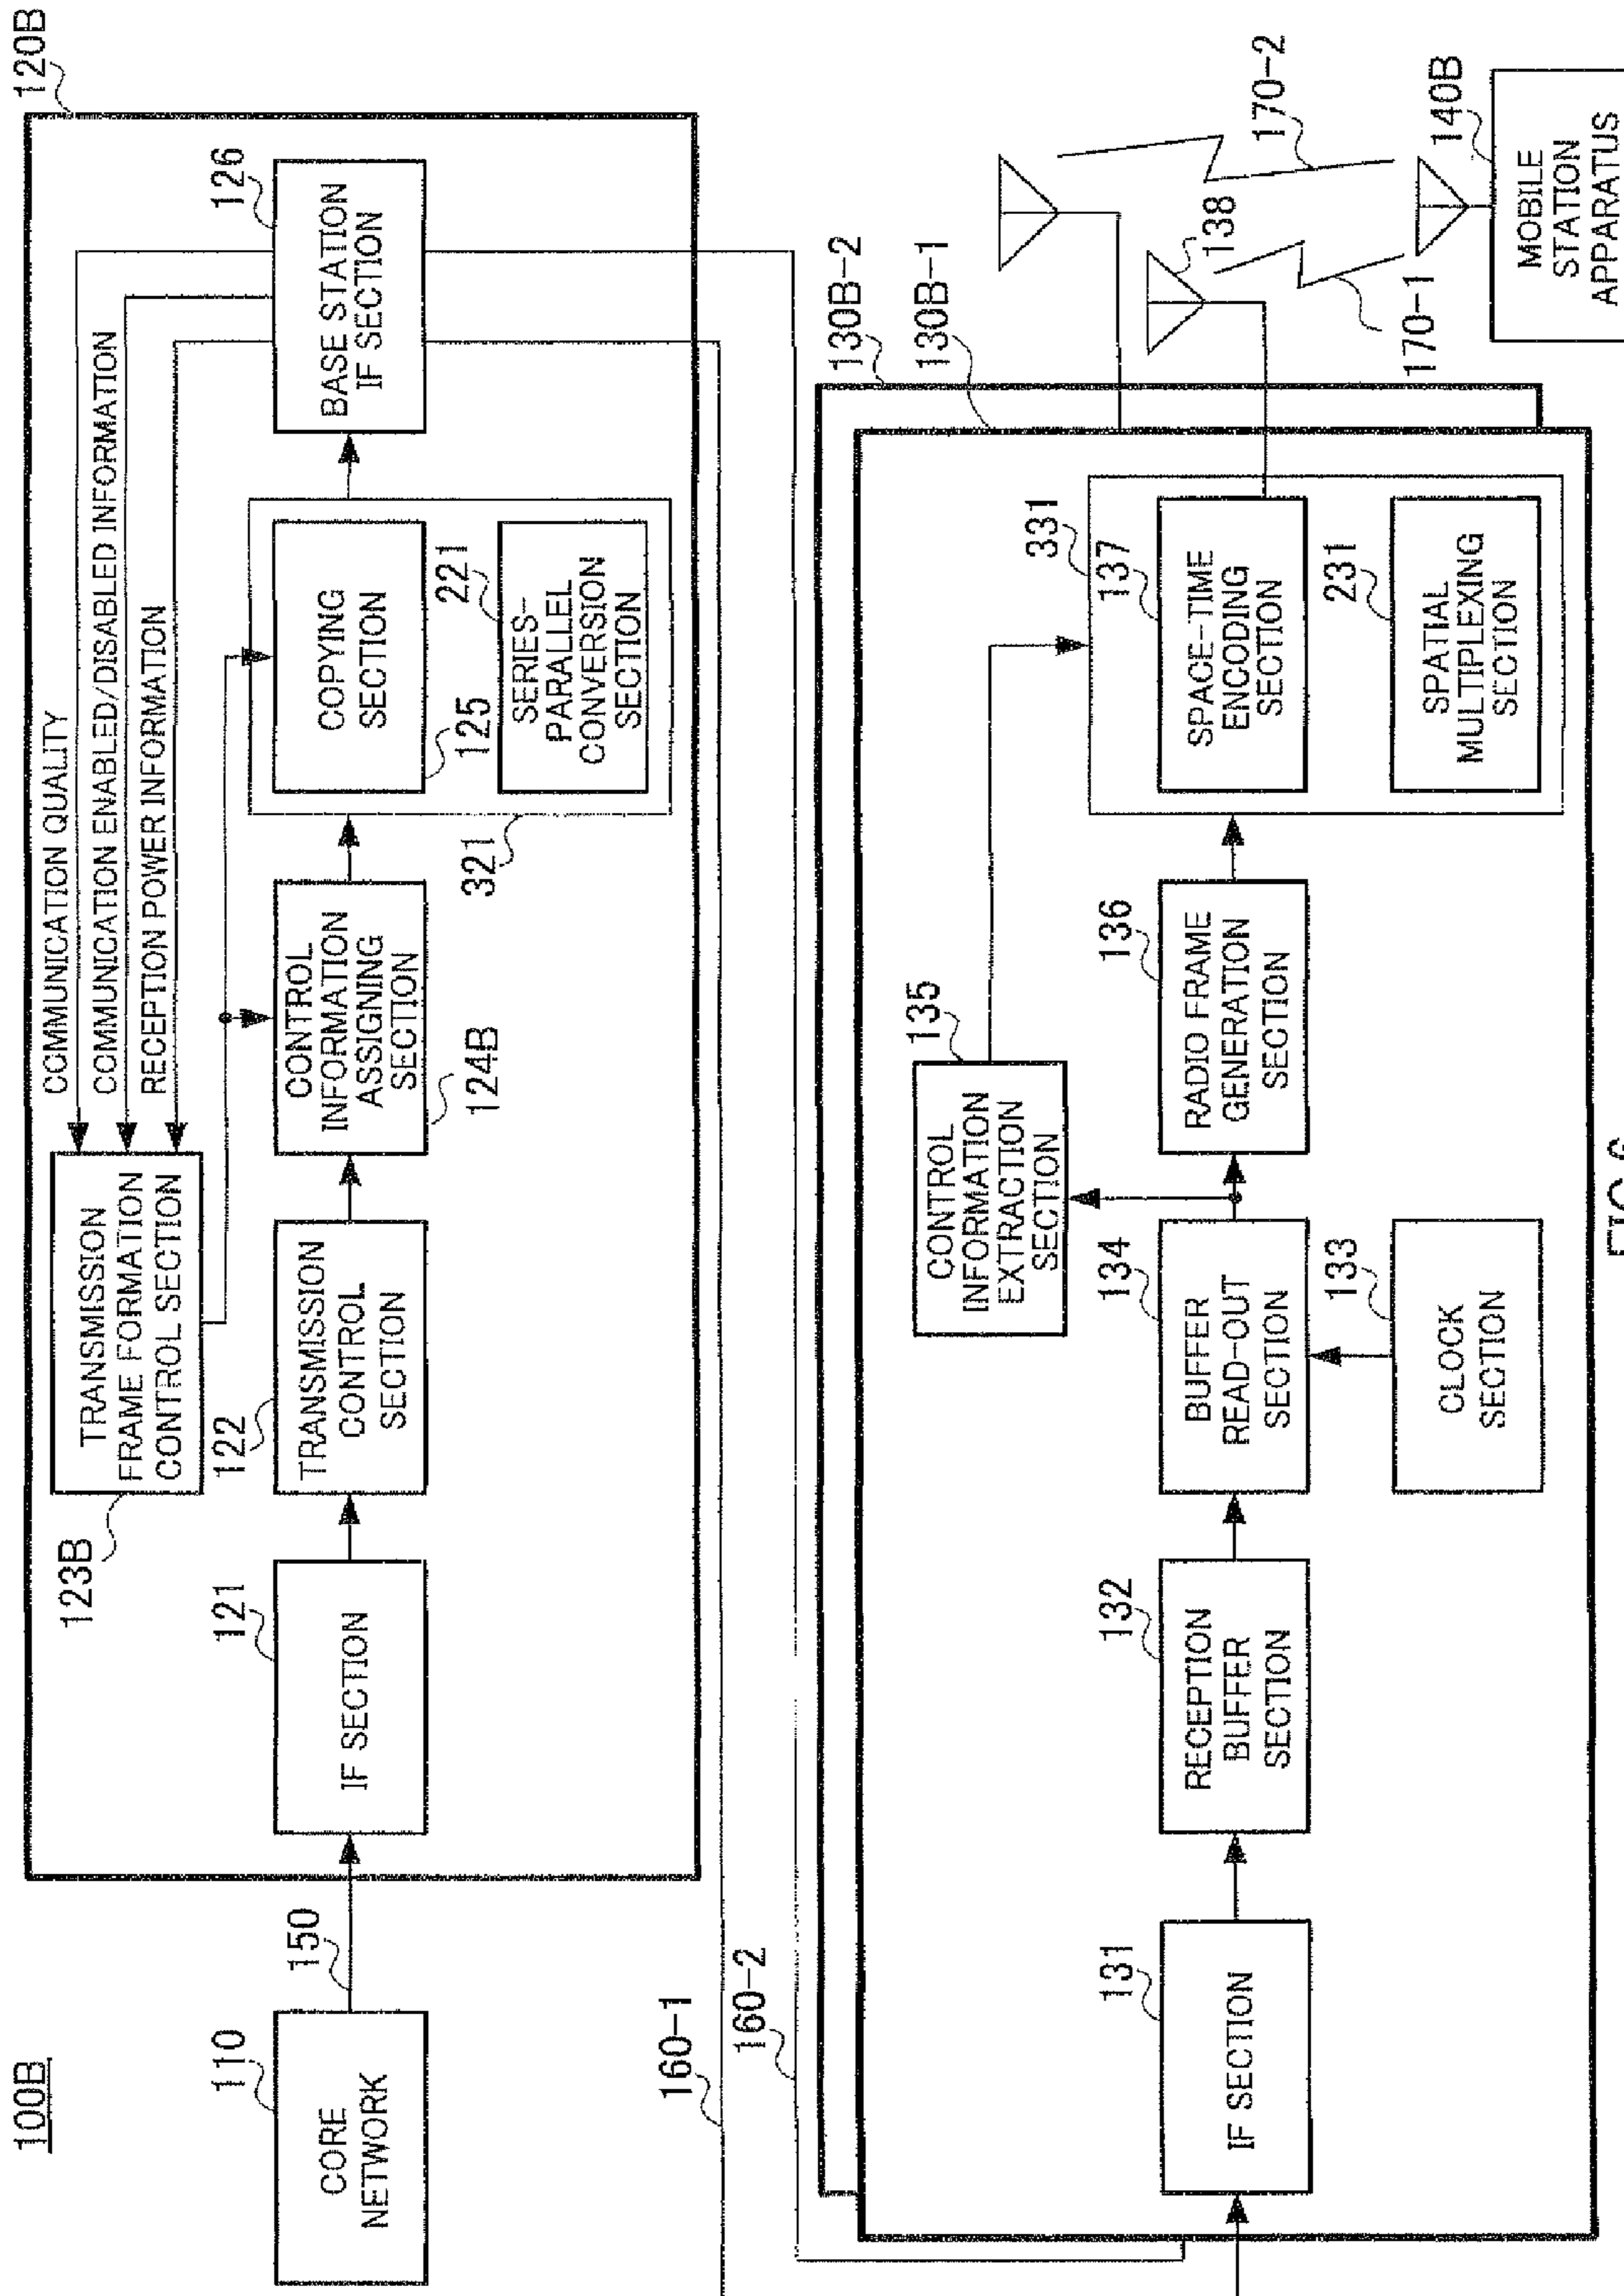 100B
110
CORE
NETWORK
150
120B
COMMUNICATION QUALITY
COMMUNICATION ENABLED/DISABLED INFORMATION
RECEPTION POWER INFORMATION
TRANSMISSION
FRAME FORMATION
CONTROL SECTION
123B
121
IF SECTION
122
TRANSMISSION
CONTROL
SECTION
CONTROL
INFORMATION
ASSIGNING
SECTION
124B
321
COPYING
SECTION
125
221
SERIES-
PARALLEL
CONVERSION
SECTION
126
BASE STATION
IF SECTION
160-1
160-2
130B-2
130B-1
131
IF SECTION
132
RECEPTION
BUFFER
SECTION
134
BUFFER
READ-OUT
SECTION
133
CLOCK
SECTION
135
CONTROL
INFORMATION
EXTRACTION
SECTION
136
RADIO FRAME
GENERATION
SECTION
331
137
SPACE-TIME
ENCODING
SECTION
231
SPATIAL
MULTIPLEXING
SECTION
138
170-2
170-1
140B
MOBILE
STATION
APPARATUS